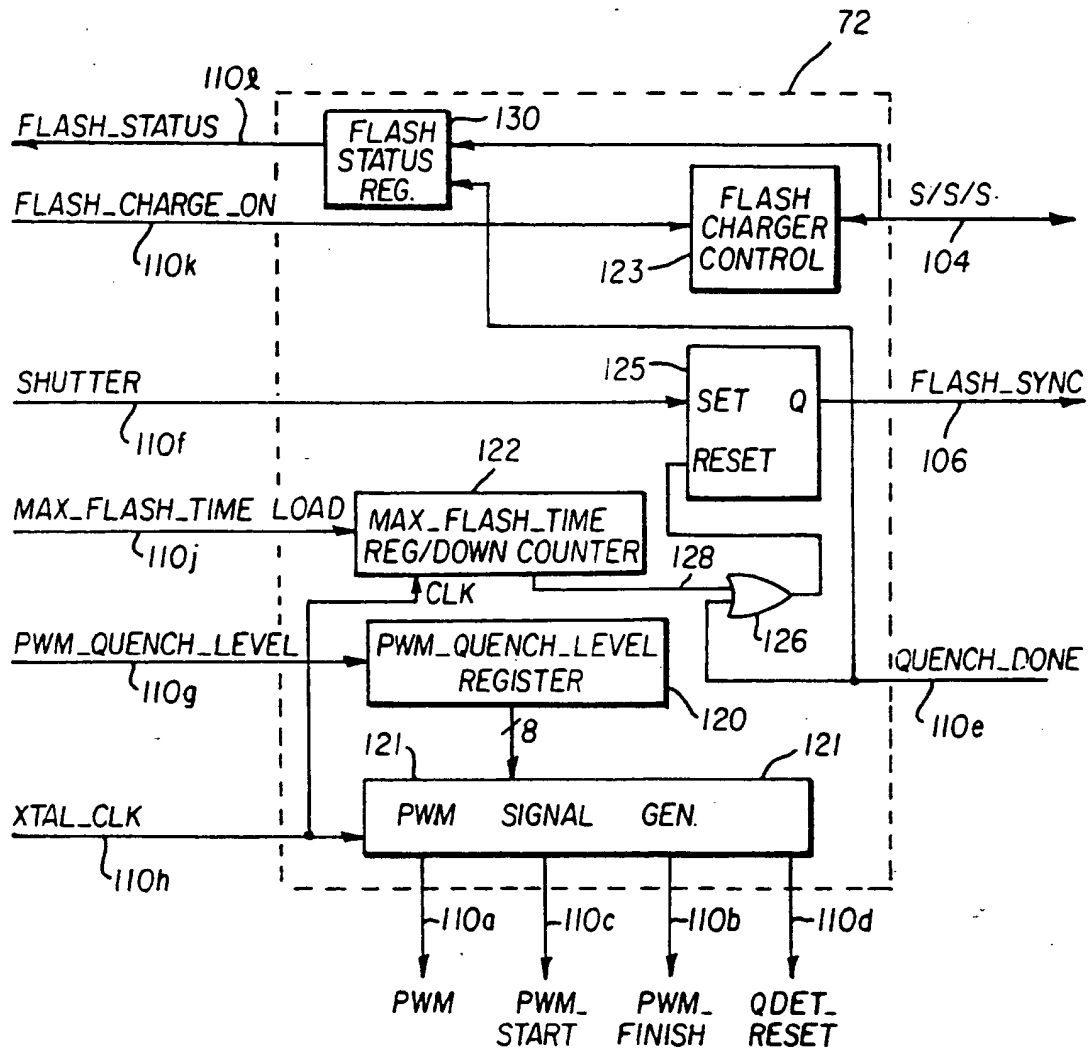 72
110l
FLASH_STATUS
130
FLASH
STATUS
REG.
FLASH_CHARGE_ON
110k
FLASH
CHARGER
CONTROL
123
S/S/S.
104
SHUTTER
110f
125
SET Q
RESET
FLASH_SYNC
106
122
MAX_FLASH_TIME LOAD
110j
MAX_FLASH_TIME
REG/DOWN COUNTER
CLK
128
126
PWM_QUENCH_LEVEL
110g
PWM_QUENCH_LEVEL
REGISTER
120
8
QUENCH_DONE
110e
121
121
XTAL_CLK
110h
PWM SIGNAL GEN.
110a
110c
110b
110d
PWM
PWM_
START
PWM_
FINISH
QDET_
RESET